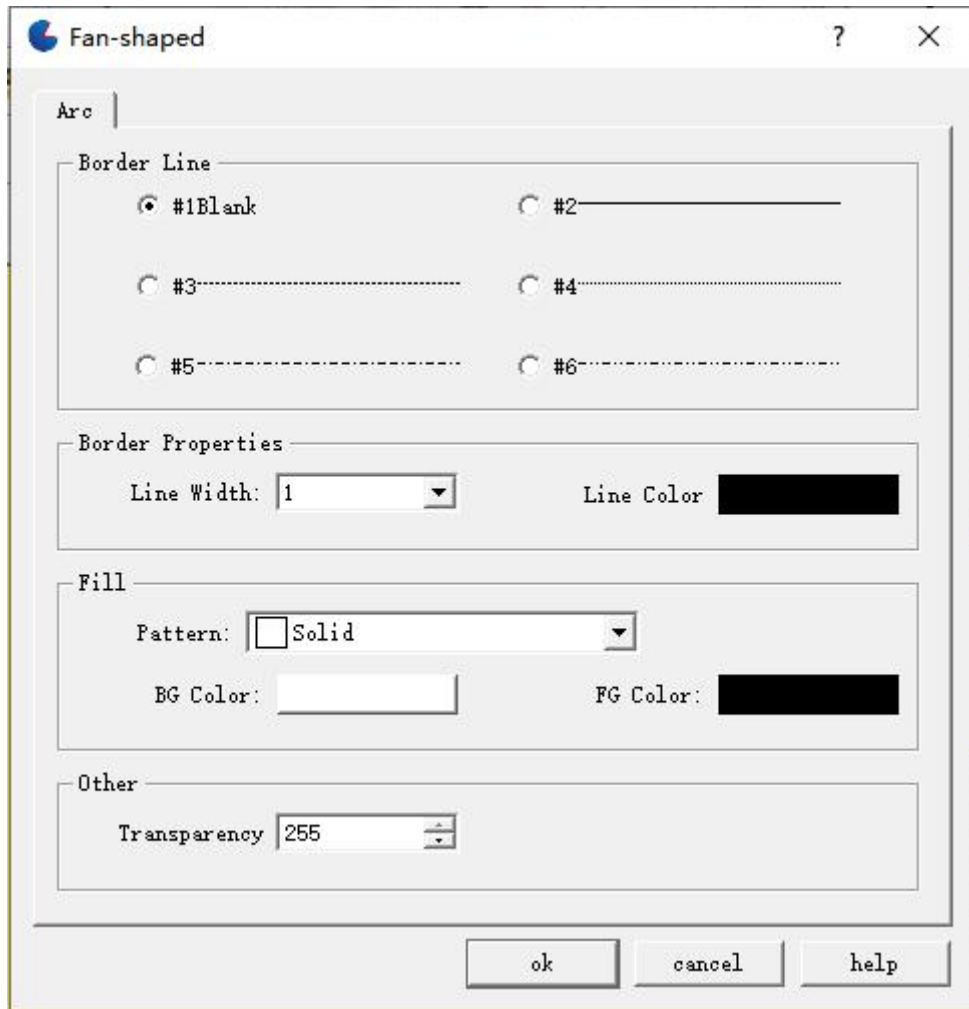 Fan-shaped ?
Arc
Border Line
#1Blank #2
#3 #4
#5 #6
Border Properties
Line Width: 1 Line Color
Fill
Pattern: Solid
BG Color: FG Color:
Other
Transparency 255
ok cancel help